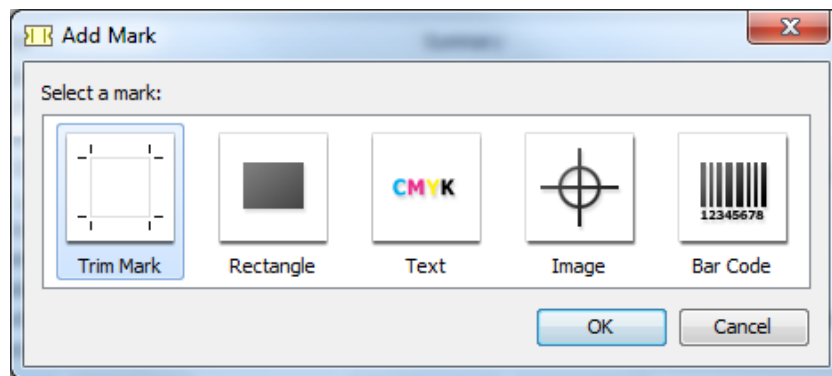 Add Mark
Select a mark:
CMYK
12345678
Trim Mark Rectangle Text Image Bar Code
OK Cancel